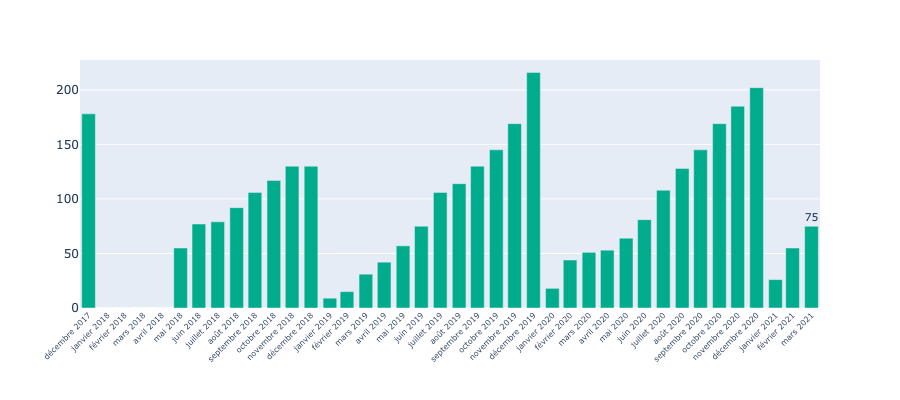 200
150
100
50
0
75
décembre 2017
janvier 2018
février 2018
mars 2018
avril 2018
mai 2018
juin 2018
juillet 2018
août 2018
septembre 2018
octobre 2018
novembre 2018
décembre 2018
janvier 2019
février 2019
mars 2019
avril 2019
mai 2019
juin 2019
juillet 2019
août 2019
septembre 2019
octobre 2019
novembre 2019
décembre 2019
janvier 2020
février 2020
mars 2020
avril 2020
mai 2020
juin 2020
juillet 2020
août 2020
septembre 2020
octobre 2020
novembre 2020
décembre 2020
janvier 2021
février 2021
mars 2021